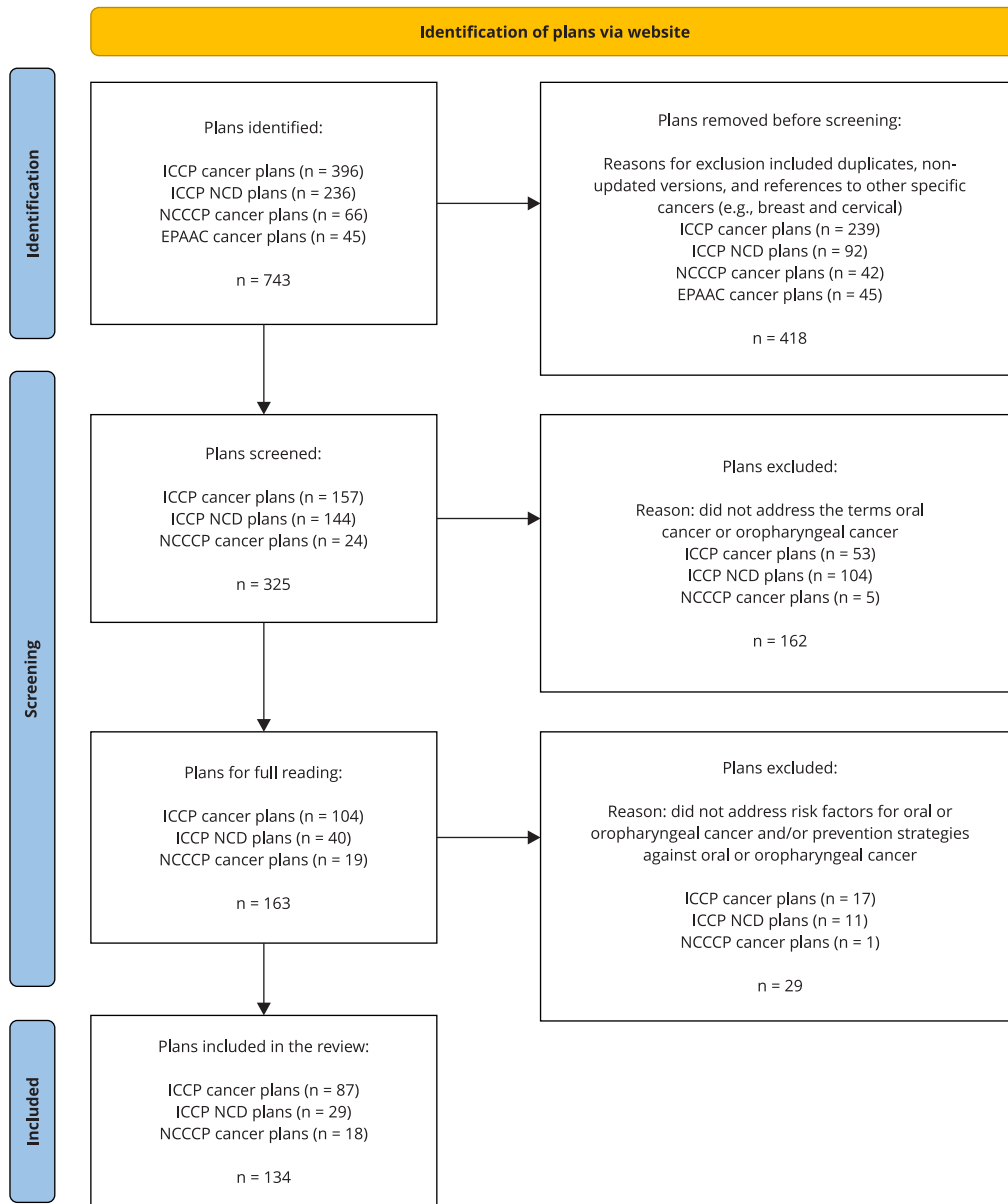 Identification of plans via website
Identification
Plans identified:
ICCP cancer plans (n = 396)
ICCP NCD plans (n = 236)
NCCCP cancer plans (n = 66)
EPAAC cancer plans (n = 45)
n = 743
Plans removed before screening:
Reasons for exclusion included duplicates, non-
updated versions, and references to other specific
cancers (e.g., breast and cervical)
ICCP cancer plans (n = 239)
ICCP NCD plans (n = 92)
NCCCP cancer plans (n = 42)
EPAAC cancer plans (n = 45)
n = 418
Screening
Plans screened:
ICCP cancer plans (n = 157)
ICCP NCD plans (n = 144)
NCCCP cancer plans (n = 24)
n = 325
Plans excluded:
Reason: did not address the terms oral
cancer or oropharyngeal cancer
ICCP cancer plans (n = 53)
ICCP NCD plans (n = 104)
NCCCP cancer plans (n = 5)
n = 162
Plans for full reading:
ICCP cancer plans (n = 104)
ICCP NCD plans (n = 40)
NCCCP cancer plans (n = 19)
n = 163
Plans excluded:
Reason: did not address risk factors for oral or
oropharyngeal cancer and/or prevention strategies
against oral or oropharyngeal cancer
ICCP cancer plans (n = 17)
ICCP NCD plans (n = 11)
NCCCP cancer plans (n = 1)
n = 29
Included
Plans included in the review:
ICCP cancer plans (n = 87)
ICCP NCD plans (n = 29)
NCCCP cancer plans (n = 18)
n = 134